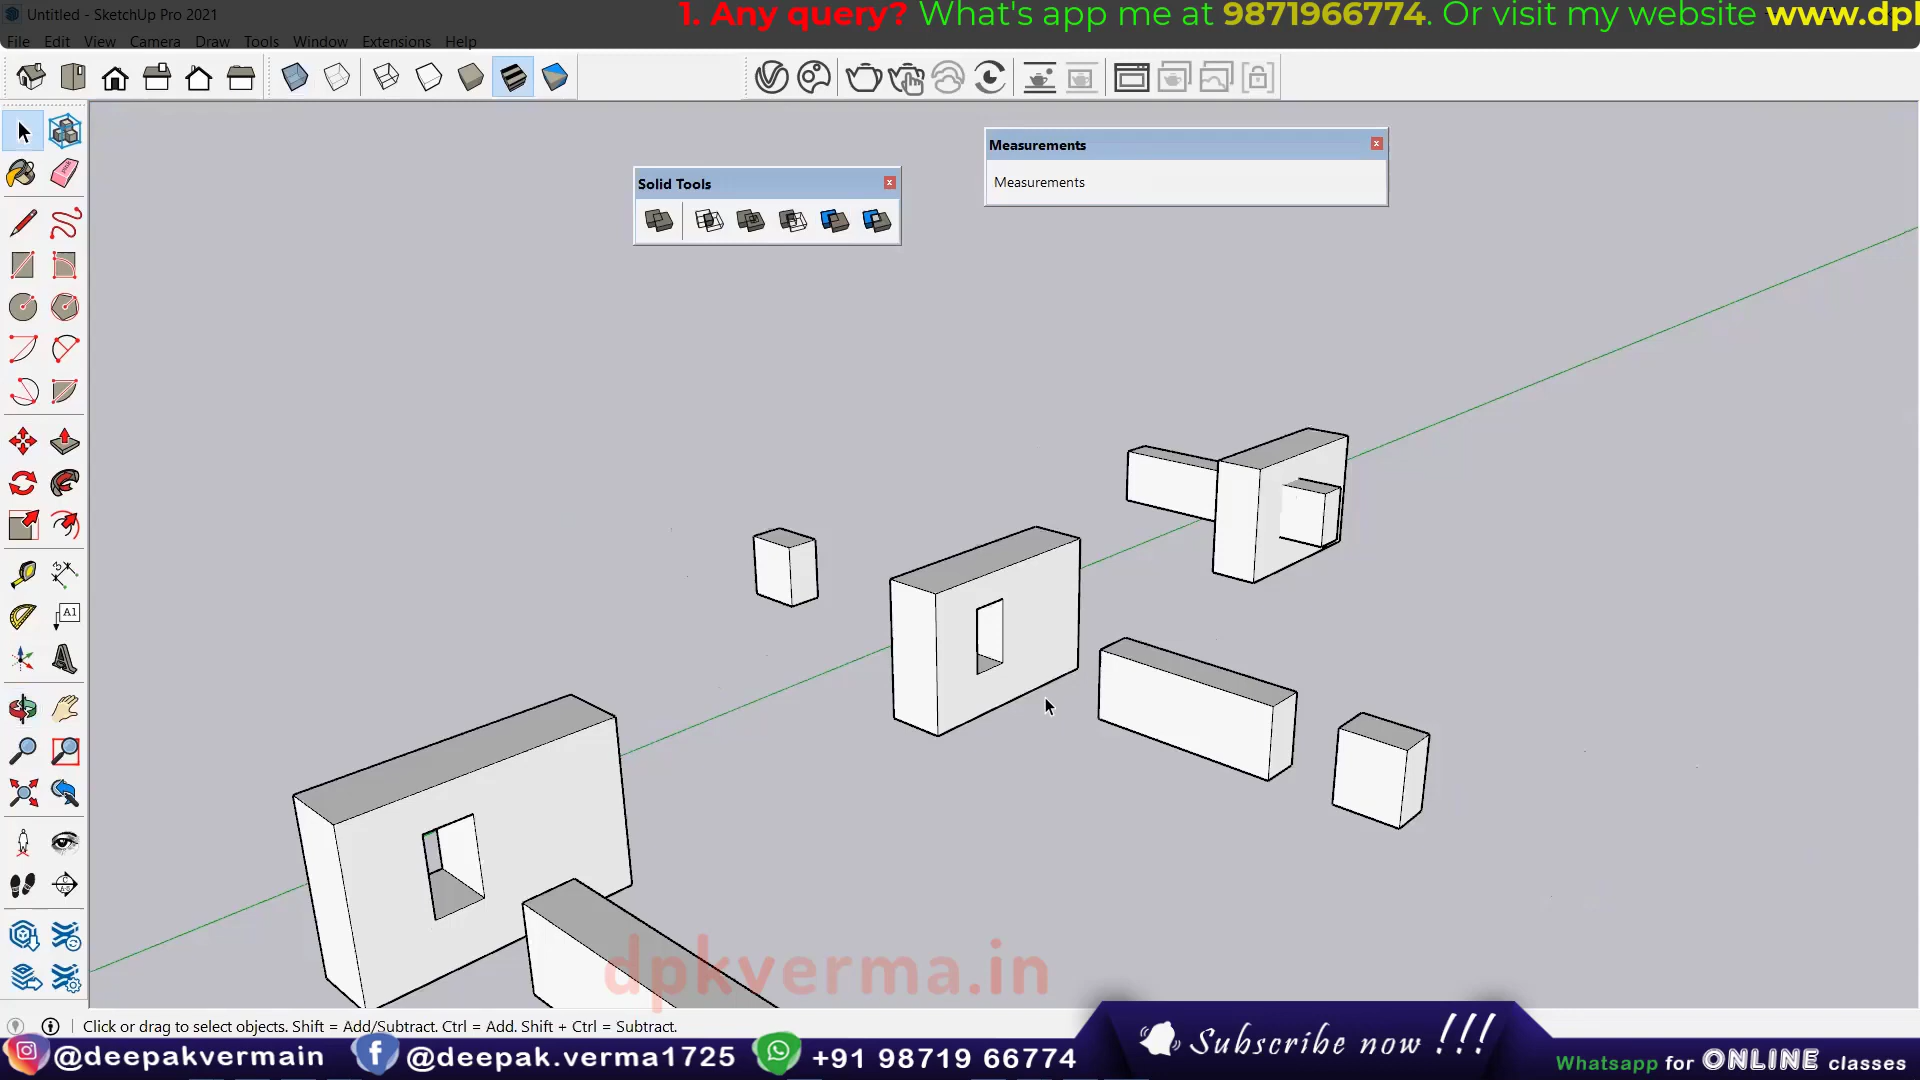 Untitled - SketchUp Pro 2021
1. Any query? What's app me at 9871966774. Or visit my website www.dpl
File Edit View Camera Draw Tools Window Extensions Help
Measurements
Measurements
Solid Tools
A1
dpkverma.in
Click or drag to select objects. Shift = Add/Subtract. Ctrl = Add. Shift + Ctrl = Subtract.
@deepakvermain @deepak.verma1725 +91 98719 66774 Subscribe now !!! Whatsapp for ONLINE classes